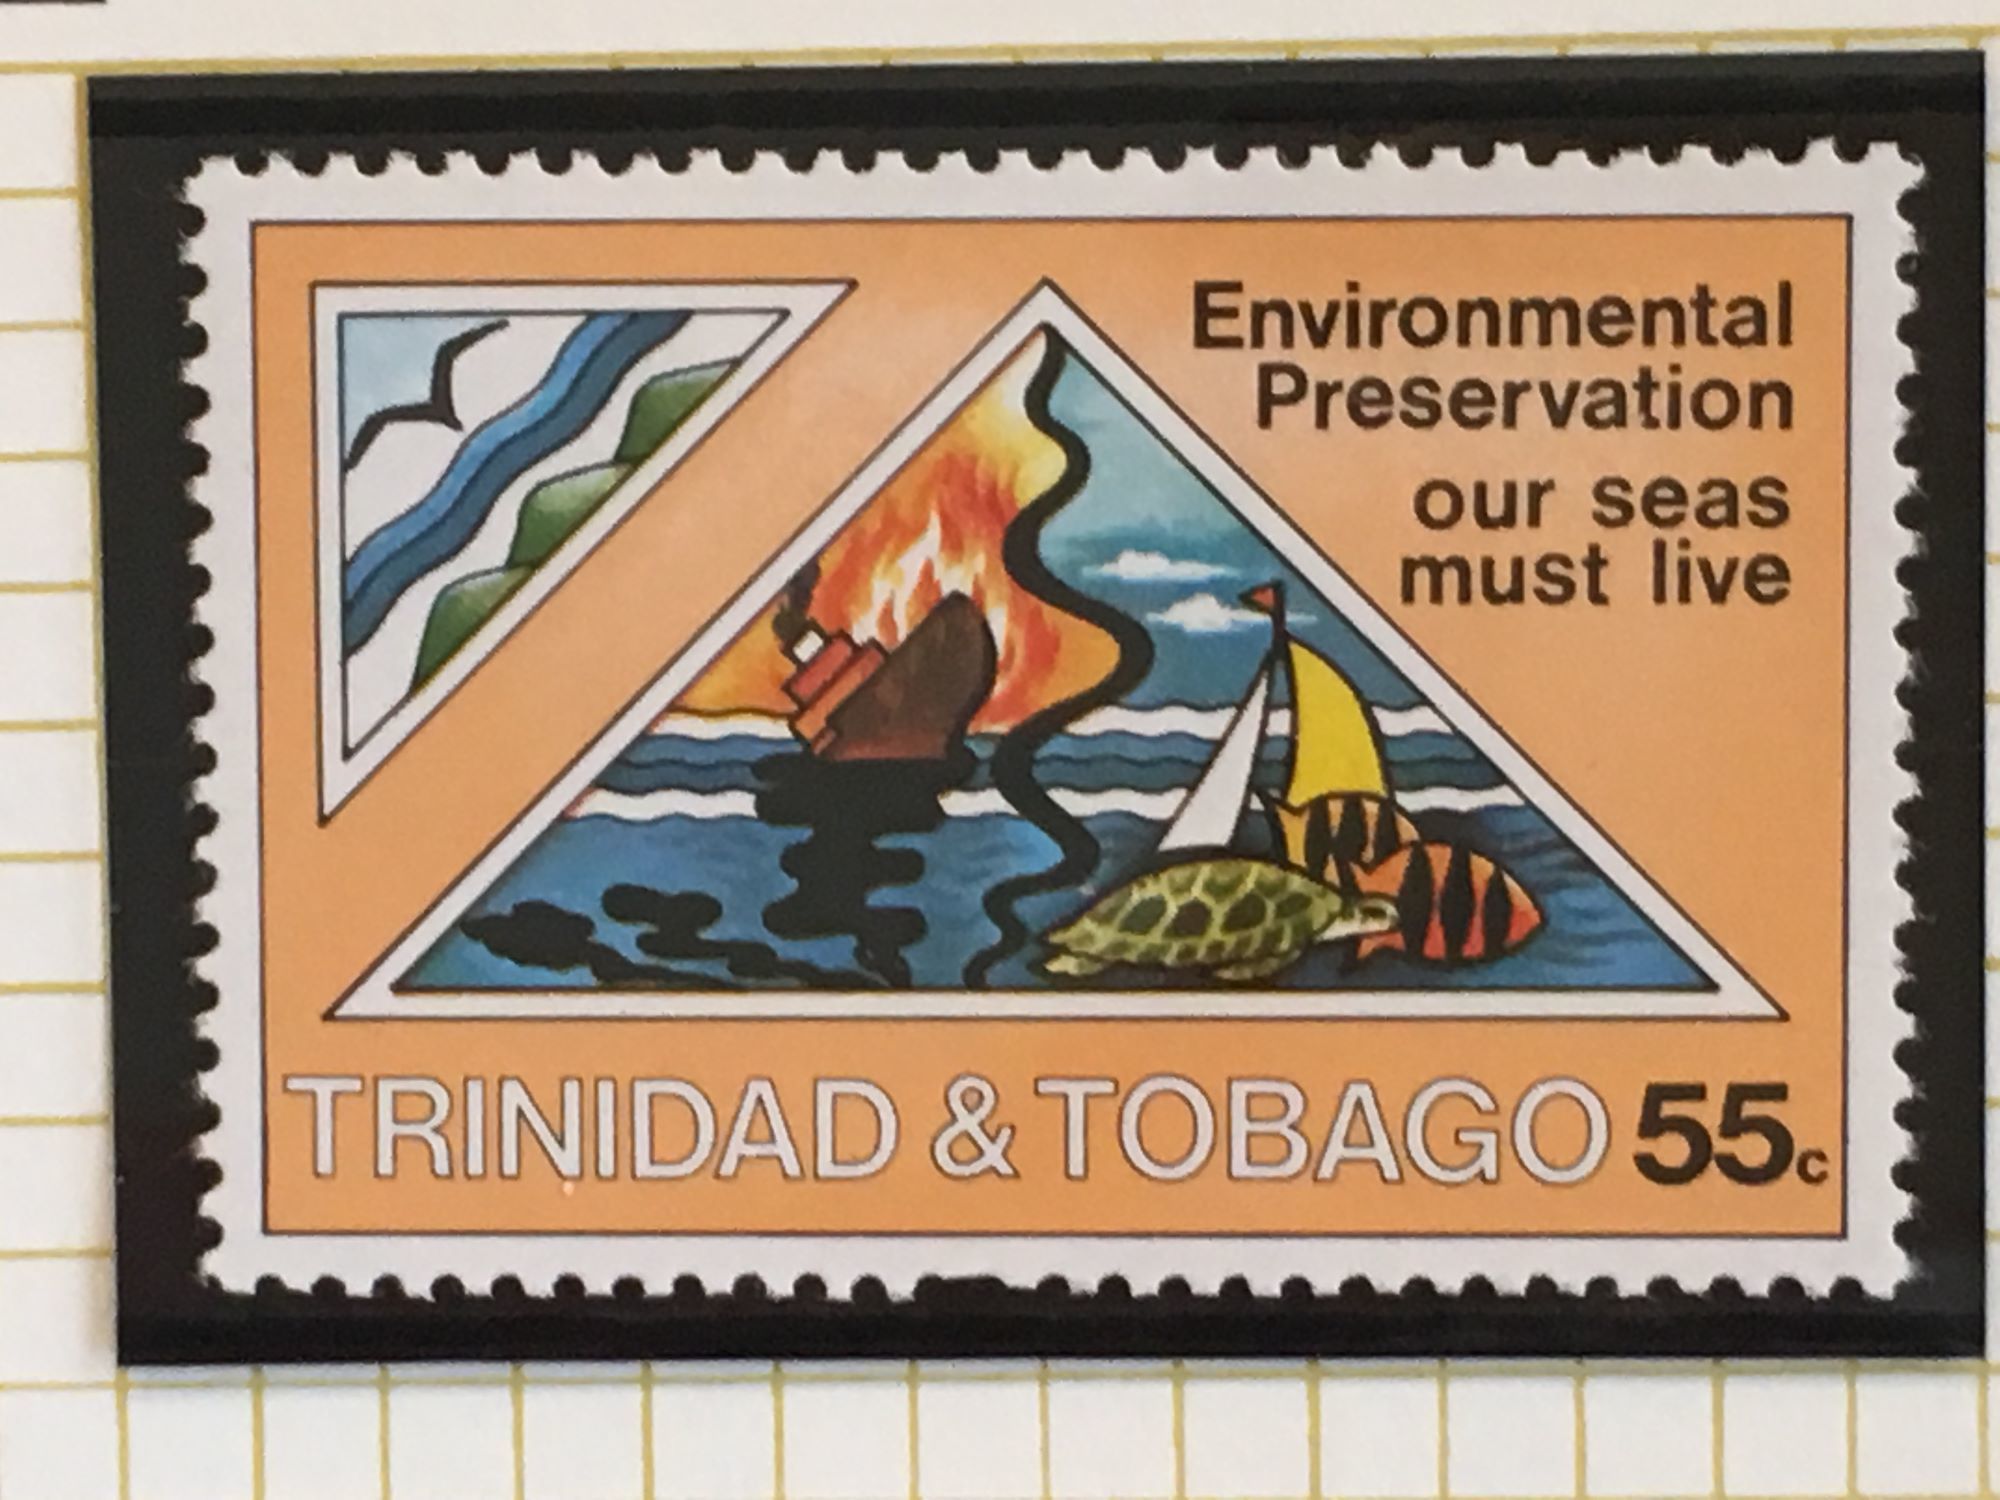 Environmental
Preservation
our seas
must live
TRINIDAD & TOBAGO 55c